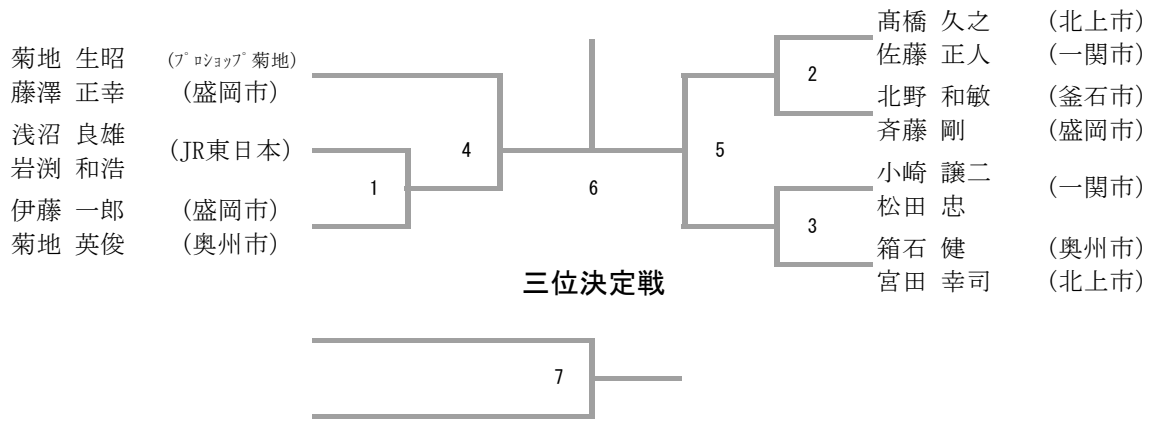 菊地 生昭 (ﾌﾟﾛｼｮｯﾌﾟ菊地)
藤澤 正幸 (盛岡市)
浅沼 良雄
(JR東日本)
岩渕 和浩
伊藤 一郎 (盛岡市)
菊地 英俊 (奥州市)
1
4
6
髙橋 久之 (北上市)
佐藤 正人 (一関市)
2
北野 和敏 (釜石市)
斉藤 剛 (盛岡市)
5
小崎 譲二
(一関市)
松田 忠
3
箱石 健 (奥州市)
宮田 幸司 (北上市)
三位決定戦
7